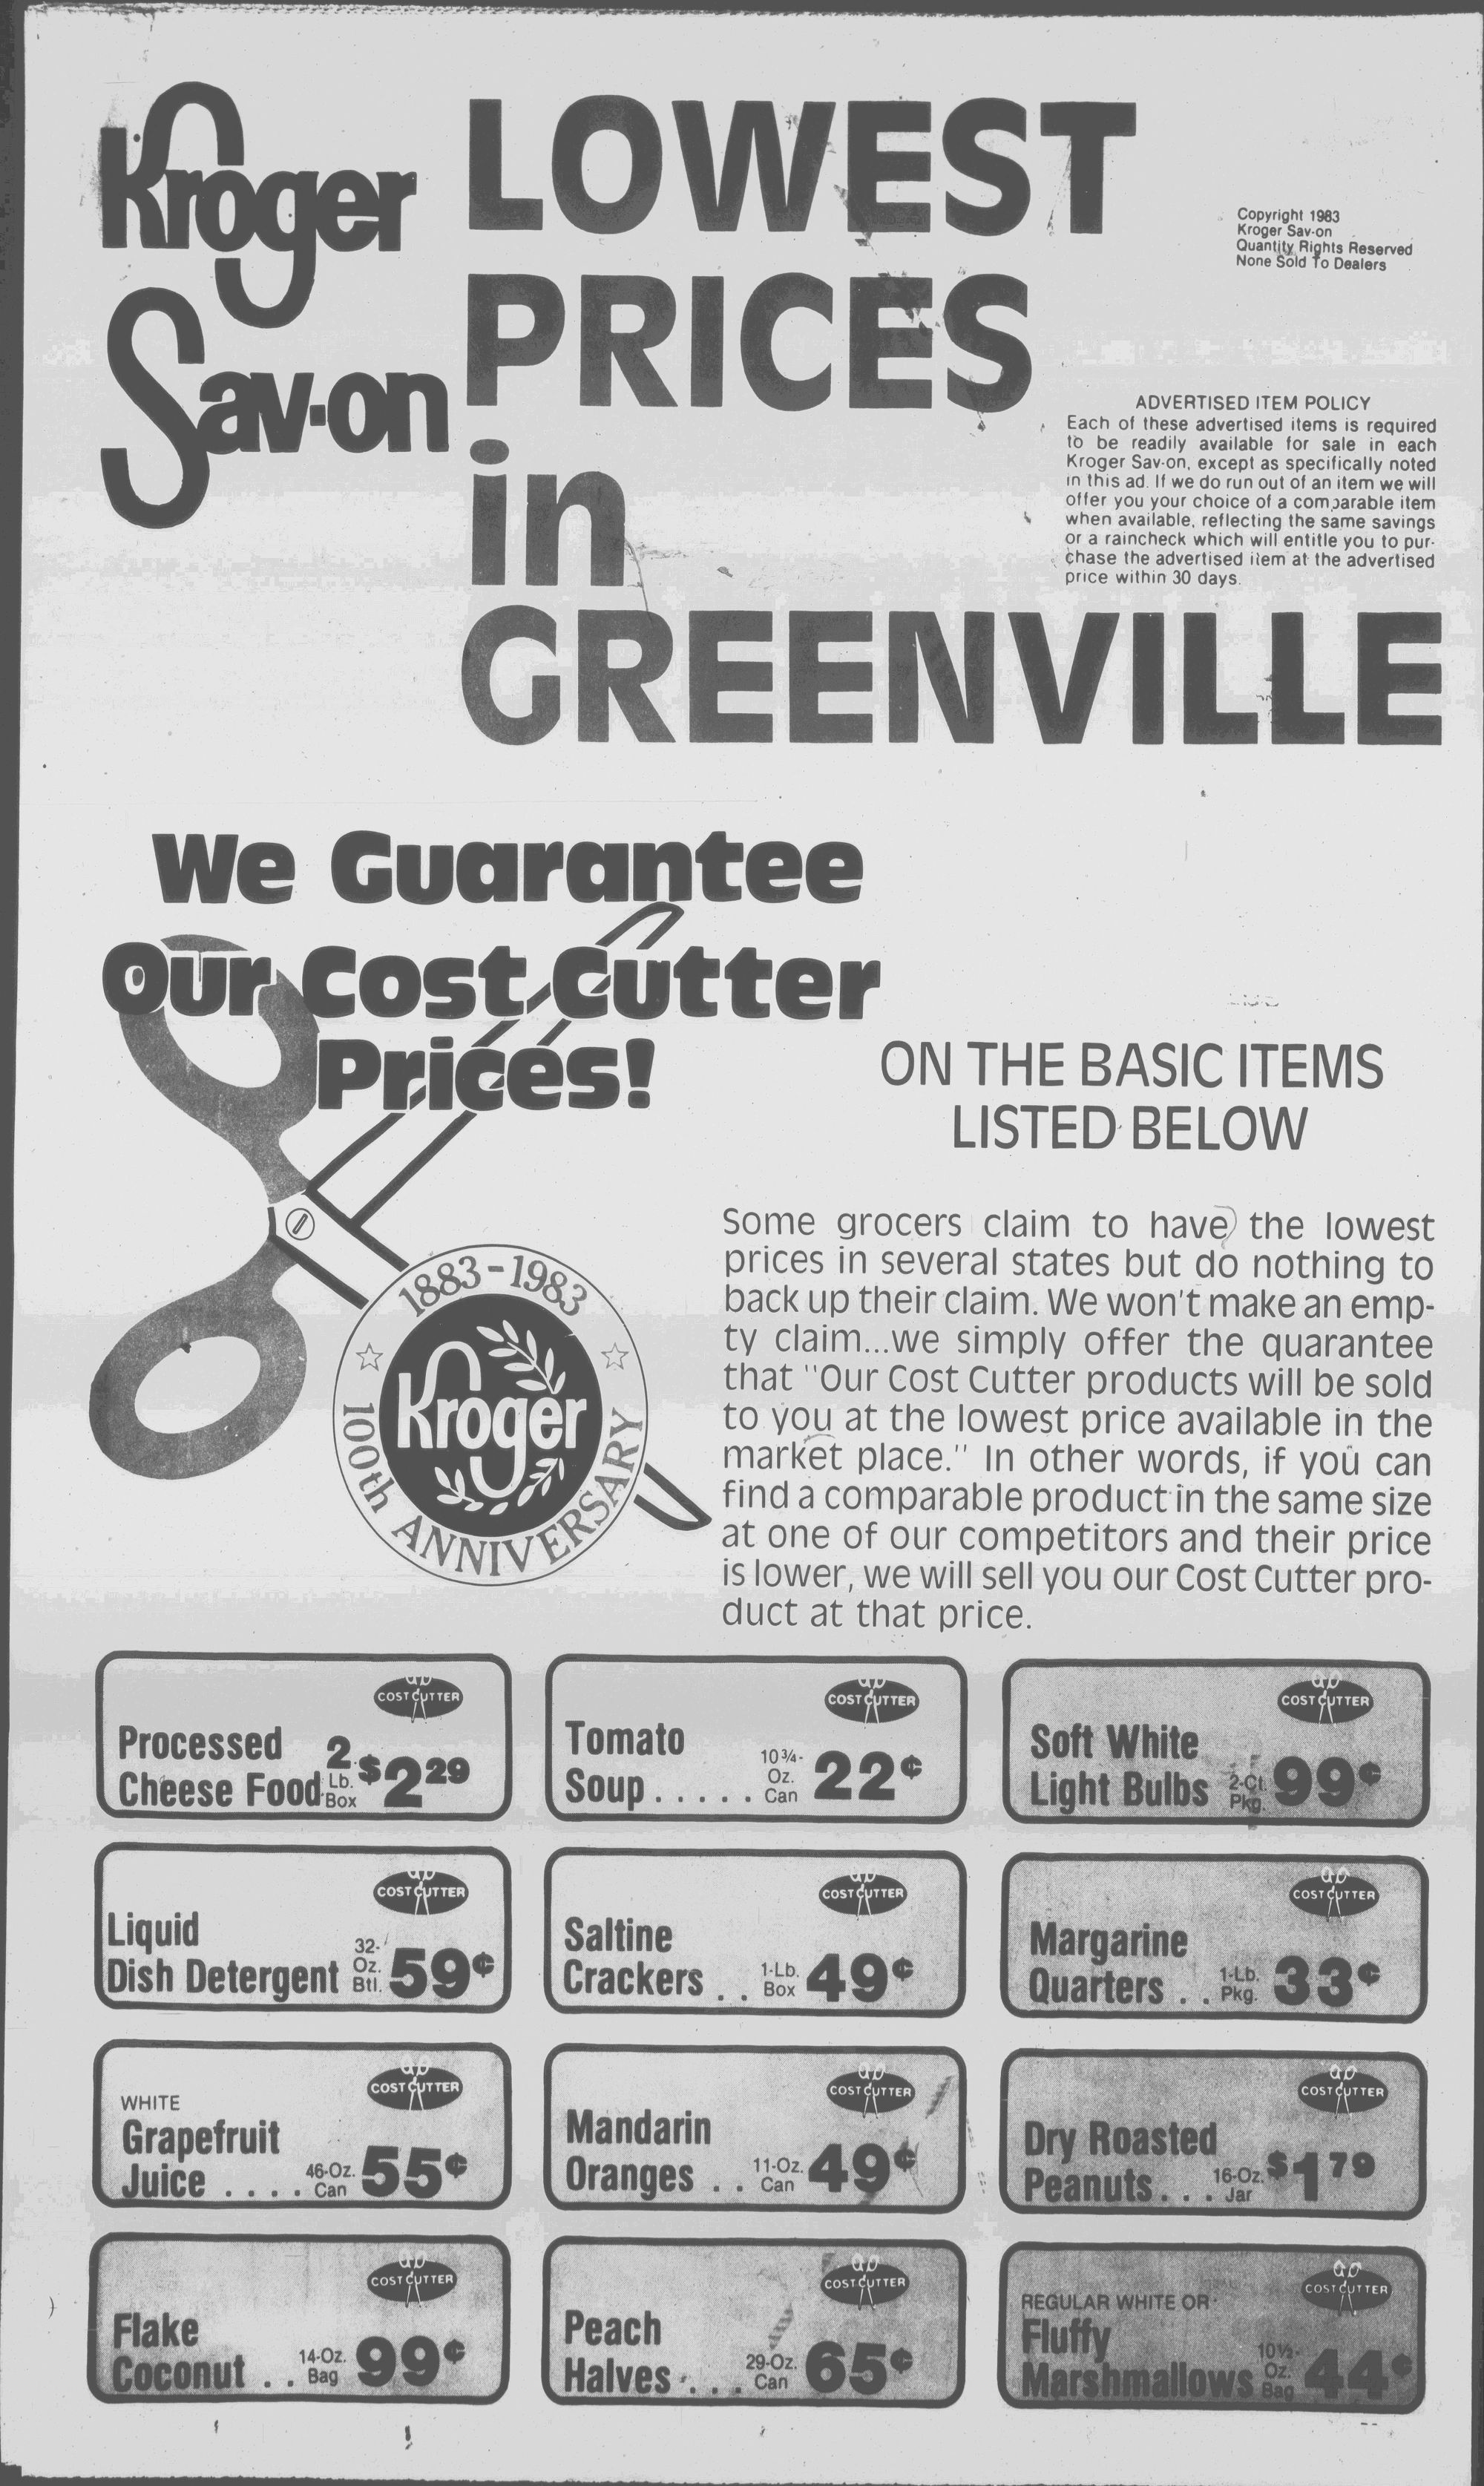 Kroger
Sav-on
LOWEST
PRICES
in
GREENVILLE
Copyright 1983
Kroger Sav-on
Quantity Rights Reserved
None Sold To Dealers
ADVERTISED ITEM POLICY
Each of these advertised items is required
to be readily available for sale in each
Kroger Sav-on, except as specifically noted
in this ad. If we do run out of an item we will
offer you your choice of a comparable item
when available, reflecting the same savings
or a raincheck which will entitle you to pur-
chase the advertised item at the advertised
price within 30 days.
We Guarantee
Our Cost Cutter
Prices!
ON THE BASIC ITEMS
LISTED BELOW
1883-1983
Kroger
100th ANNIVERSARY
Some grocers claim to have the lowest
prices in several states but do nothing to
back up their claim. We won't make an emp-
ty claim...we simply offer the quarantee
that "Our Cost Cutter products will be sold
to you at the lowest price available in the
market place." In other words, if you can
find a comparable product in the same size
at one of our competitors and their price
is lower, we will sell you our Cost Cutter pro-
duct at that price.
COST CUTTER
Processed
Cheese Food 2 Lb. Box $2 29
COST CUTTER
Tomato
Soup ..... 10¾-Oz. Can 22¢
COST CUTTER
Soft White
Light Bulbs 2-Ct. Pkg. 99¢
COST CUTTER
Liquid
Dish Detergent 32-Oz. Btl. 59¢
COST CUTTER
Saltine
Crackers .. 1-Lb. Box 49¢
COST CUTTER
Margarine
Quarters .. 1-Lb. Pkg. 33¢
COST CUTTER
WHITE
Grapefruit
Juice .... 46-Oz. Can 55¢
COST CUTTER
Mandarin
Oranges .. 11-Oz. Can 49¢
COST CUTTER
Dry Roasted
Peanuts ... 16-Oz. Jar $1 79
COST CUTTER
Flake
Coconut .. 14-Oz. Bag 99¢
COST CUTTER
Peach
Halves ... 29-Oz. Can 65¢
COST CUTTER
REGULAR WHITE OR
Fluffy
Marshmallows 10½-Oz. Bag 44¢